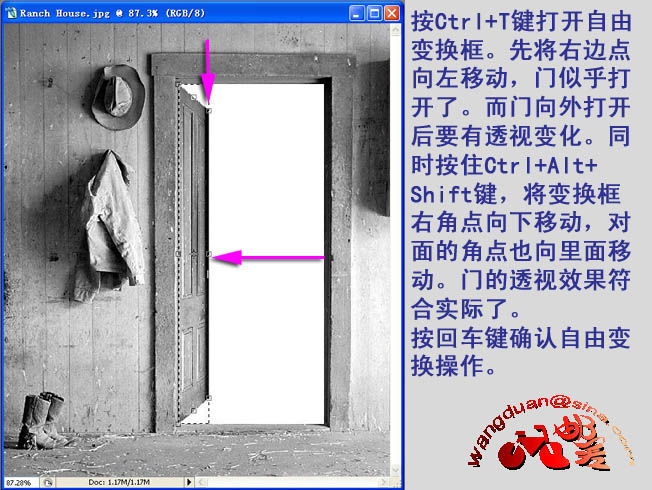 Ranch House.jpg @ 87.3% (RGB/8)
按Ctrl+T键打开自由
变换框。先将右边点
向左移动，门似乎打
开了。而门向外打开
后要有透视变化。同
时按住Ctrl+Alt+
Shift键，将变换框
右角点向下移动，对
面的角点也向里面移
动。门的透视效果符
合实际了。
按回车键确认自由变
换操作。
87.28%
Doc: 1.17M/1.17M